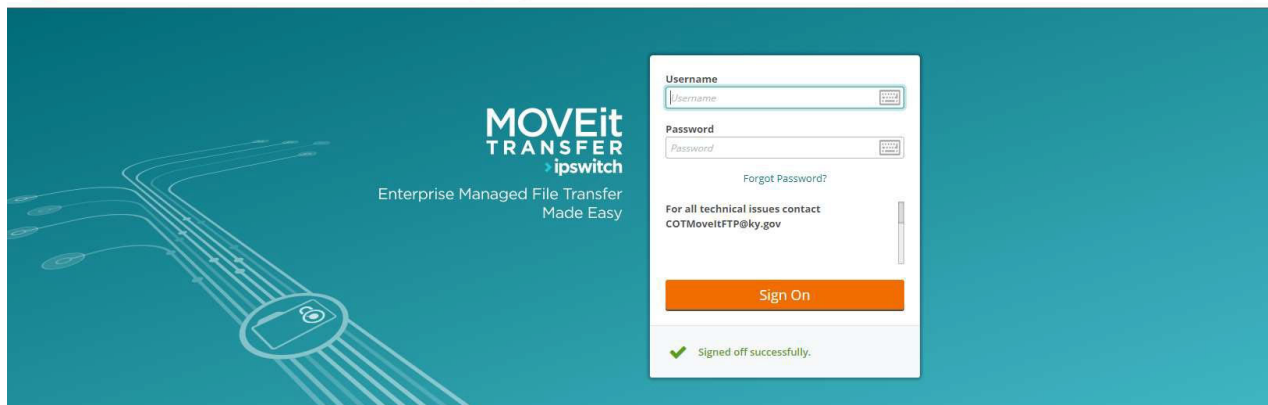 MOVEit
TRANSFER
ipswitch
Enterprise Managed File Transfer
Made Easy
Username
Username
Password
Password
Forgot Password?
For all technical issues contact
COTMoveItFTP@ky.gov
Sign On
Signed off successfully.